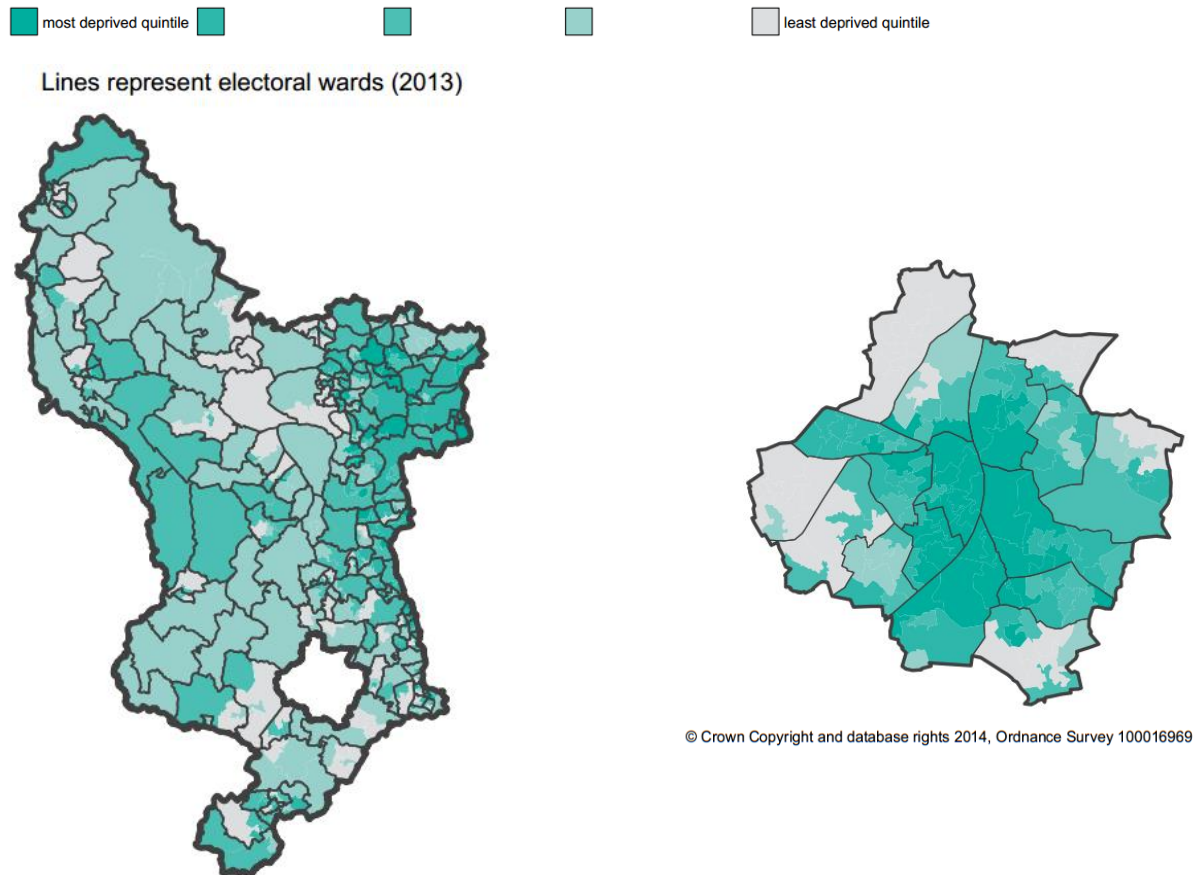 most deprived quintile least deprived quintile
Lines represent electoral wards (2013)
© Crown Copyright and database rights 2014, Ordnance Survey 100016969